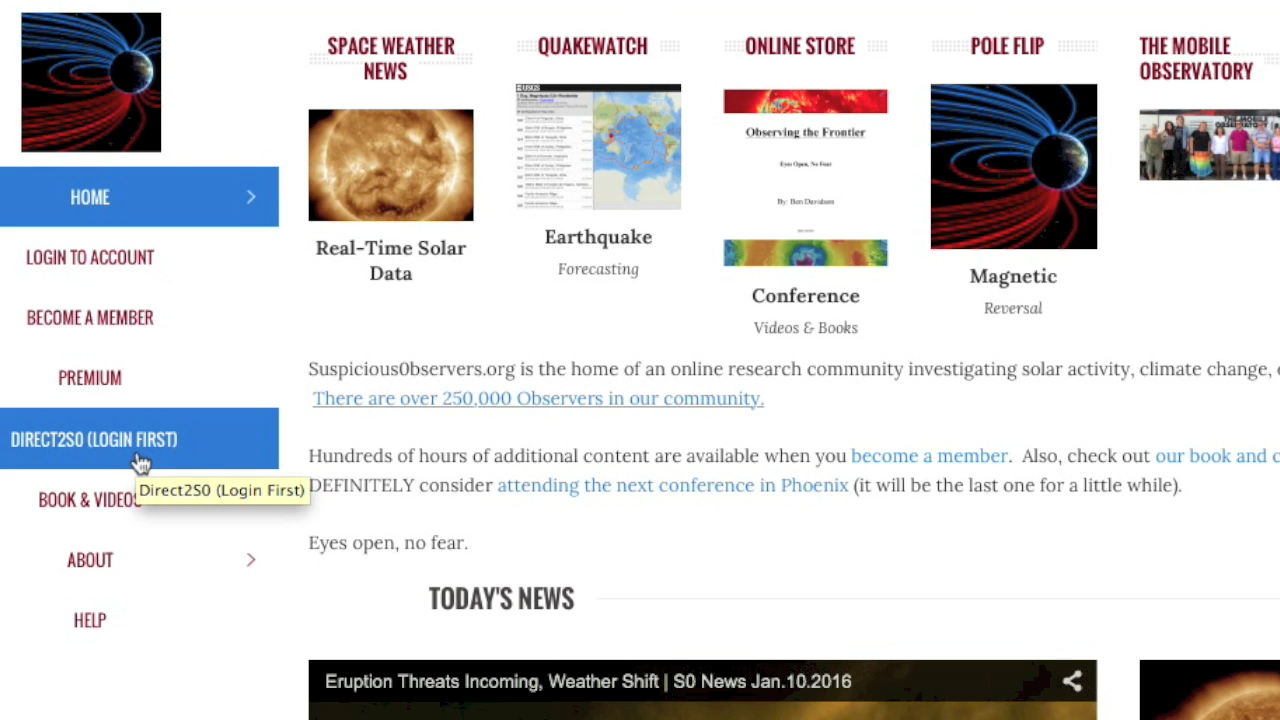 SPACE WEATHER
NEWS
Real-Time Solar
Data
QUAKEWATCH
USGS
Earthquake
Forecasting
ONLINE STORE
Observing the Frontier
Eyes Open, No Fear
By: Ben Davidson
Conference
Videos & Books
POLE FLIP
Magnetic
Reversal
THE MOBILE
OBSERVATORY
THE MOBILE
HOME
LOGIN TO ACCOUNT
BECOME A MEMBER
PREMIUM
DIRECT2S0 (LOGIN FIRST)
Direct2S0 (Login First)
BOOK & VIDEOS
ABOUT
HELP
Suspicious0bservers.org is the home of an online research community investigating solar activity, climate change,
There are over 250,000 Observers in our community.
Hundreds of hours of additional content are available when you become a member. Also, check out our book and
DEFINITELY consider attending the next conference in Phoenix (it will be the last one for a little while).
Eyes open, no fear.
TODAY'S NEWS
Eruption Threats Incoming, Weather Shift | S0 News Jan.10.2016